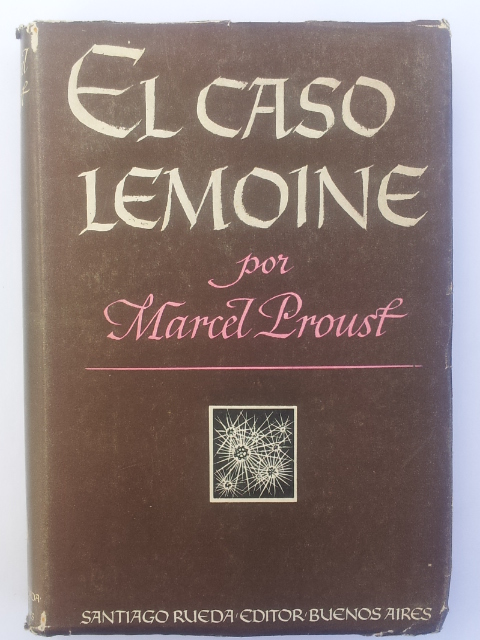 EL CASO
LEMOINE
por
Marcel Proust
SANTIAGO RUEDA/EDITOR/BUENOS AIRES